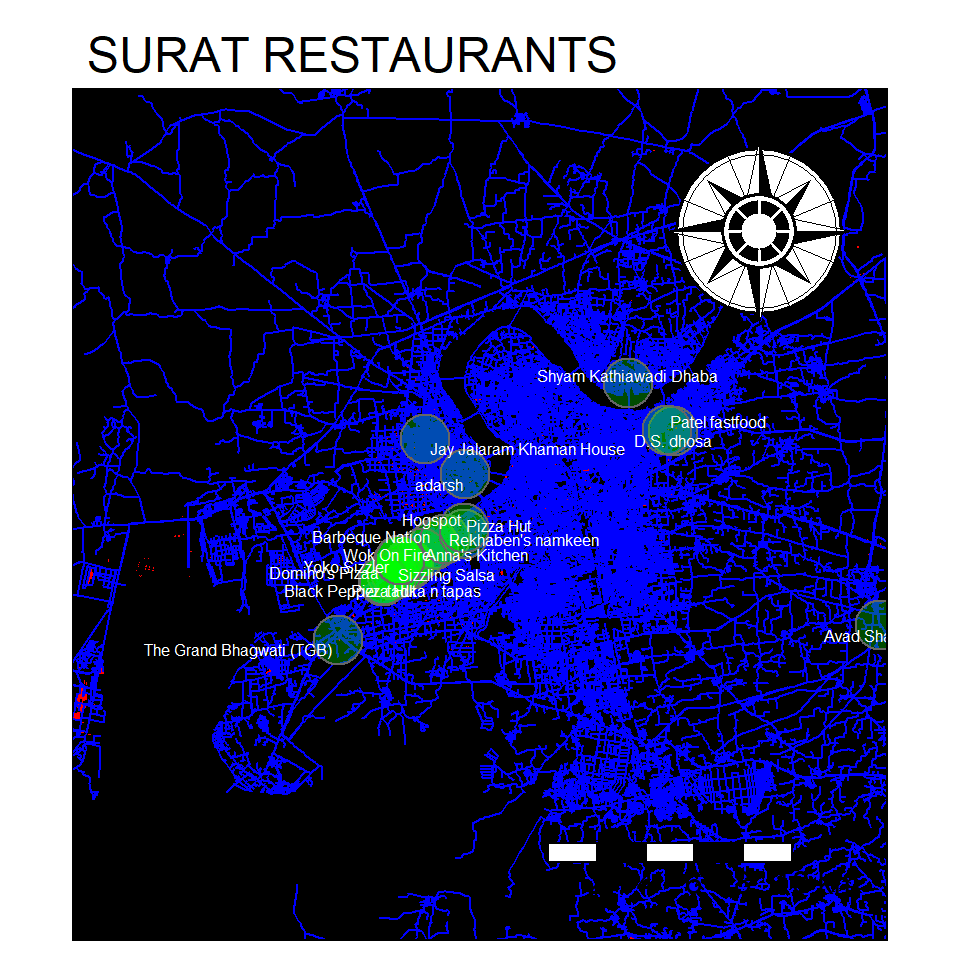 SURAT RESTAURANTS
Shyam Kathiawadi Dhaba
Patel fastfood
D.S. dhosa
Jay Jalaram Khaman House
adarsh
Hogspot
Pizza Hut
Barbeque Nation
Rekhaben's namkeen
Wok On Fire
Anna's Kitchen
Yoko Sizzler
Domino's Pizaa
Sizzling Salsa
Black Pepper
Pizza Hut
n tapas
Avad Sha
The Grand Bhagwati (TGB)